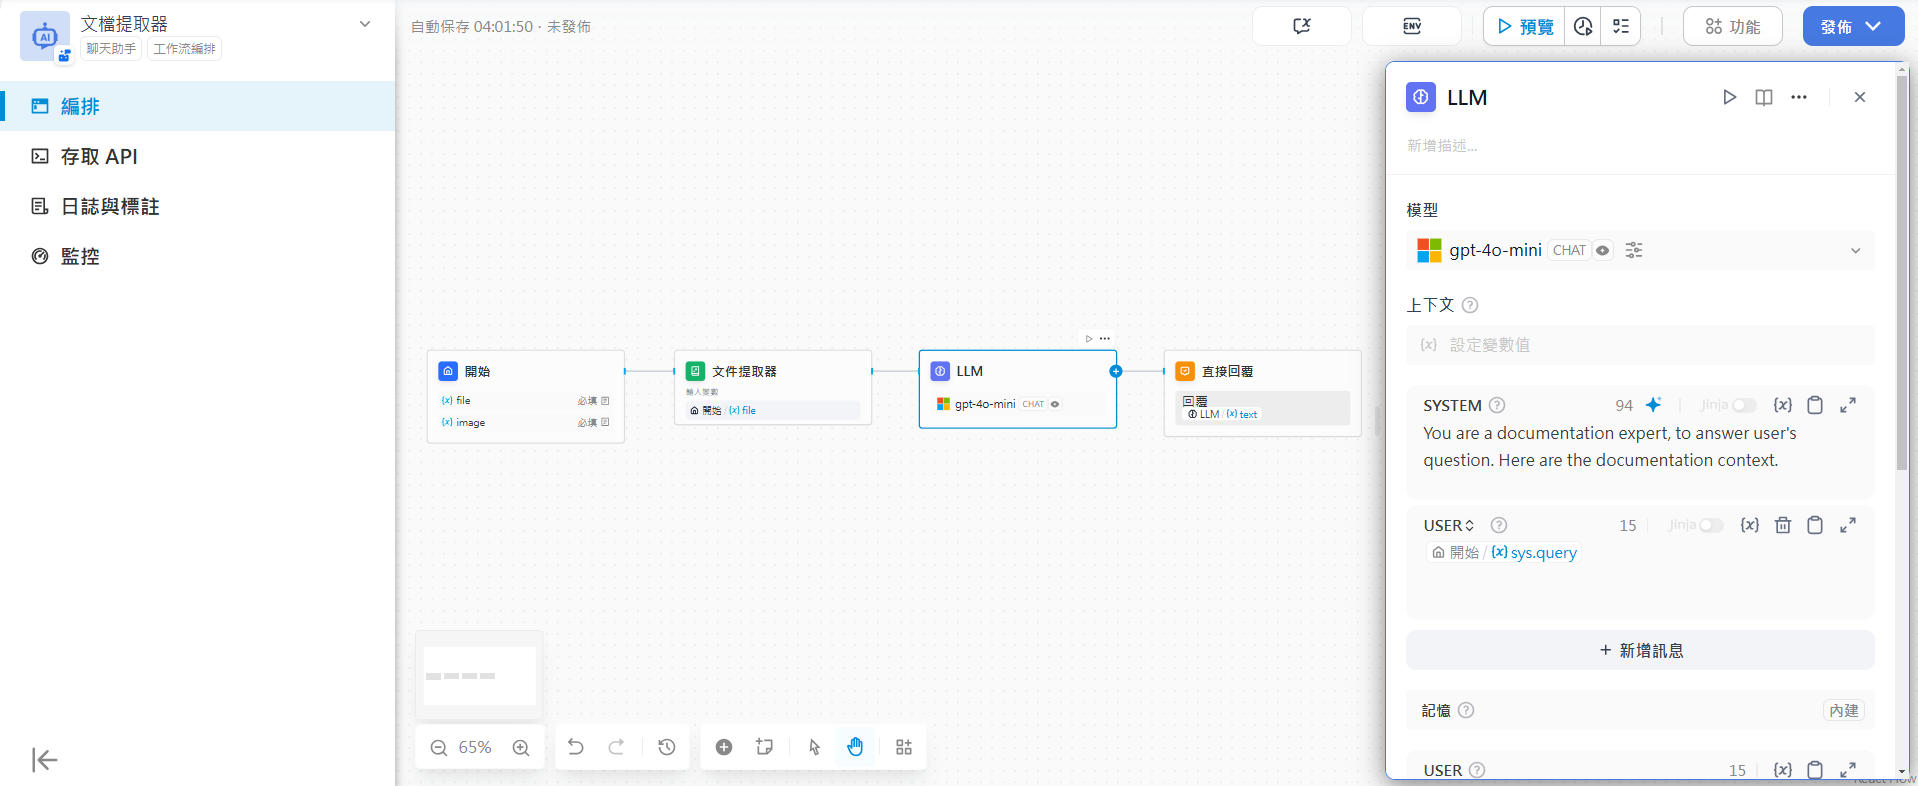 文檔提取器
聊天助手 工作流編排
編排
存取 API
日誌與標註
監控
自動保存 04:01:50 · 未發佈
ENV
預覽
功能
發佈
開始
{x} file 必填
{x} image 必填
文件提取器
輸入變數
開始 / {x} file
LLM
gpt-4o-mini CHAT
直接回覆
回覆
LLM / {x} text
65%
LLM
新增描述...
模型
gpt-4o-mini CHAT
上下文
{x} 設定變數值
SYSTEM 94 Jinja {x}
You are a documentation expert, to answer user's
question. Here are the documentation context.
USER 15 Jinja {x}
開始 / {x} sys.query
+ 新增訊息
記憶 內建
USER 15 {x}
React Flow